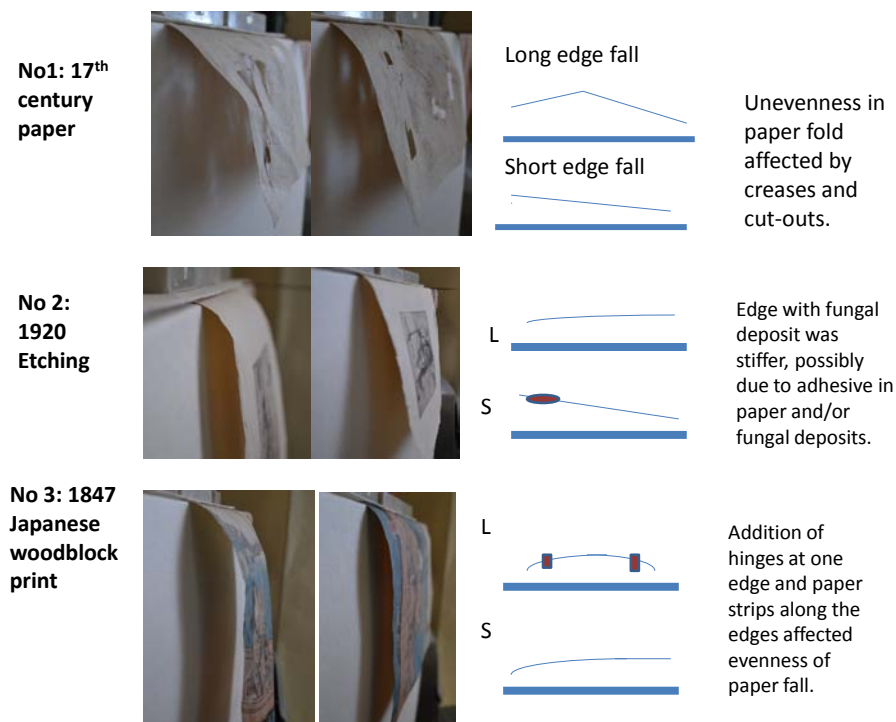 No1: 17th
century
paper
Long edge fall
Short edge fall
Unevenness in
paper fold
affected by
creases and
cut-outs.
No 2:
1920
Etching
L
S
Edge with fungal
deposit was
stiffer, possibly
due to adhesive in
paper and/or
fungal deposits.
No 3: 1847
Japanese
woodblock
print
L
S
Addition of
hinges at one
edge and paper
strips along the
edges affected
evenness of
paper fall.